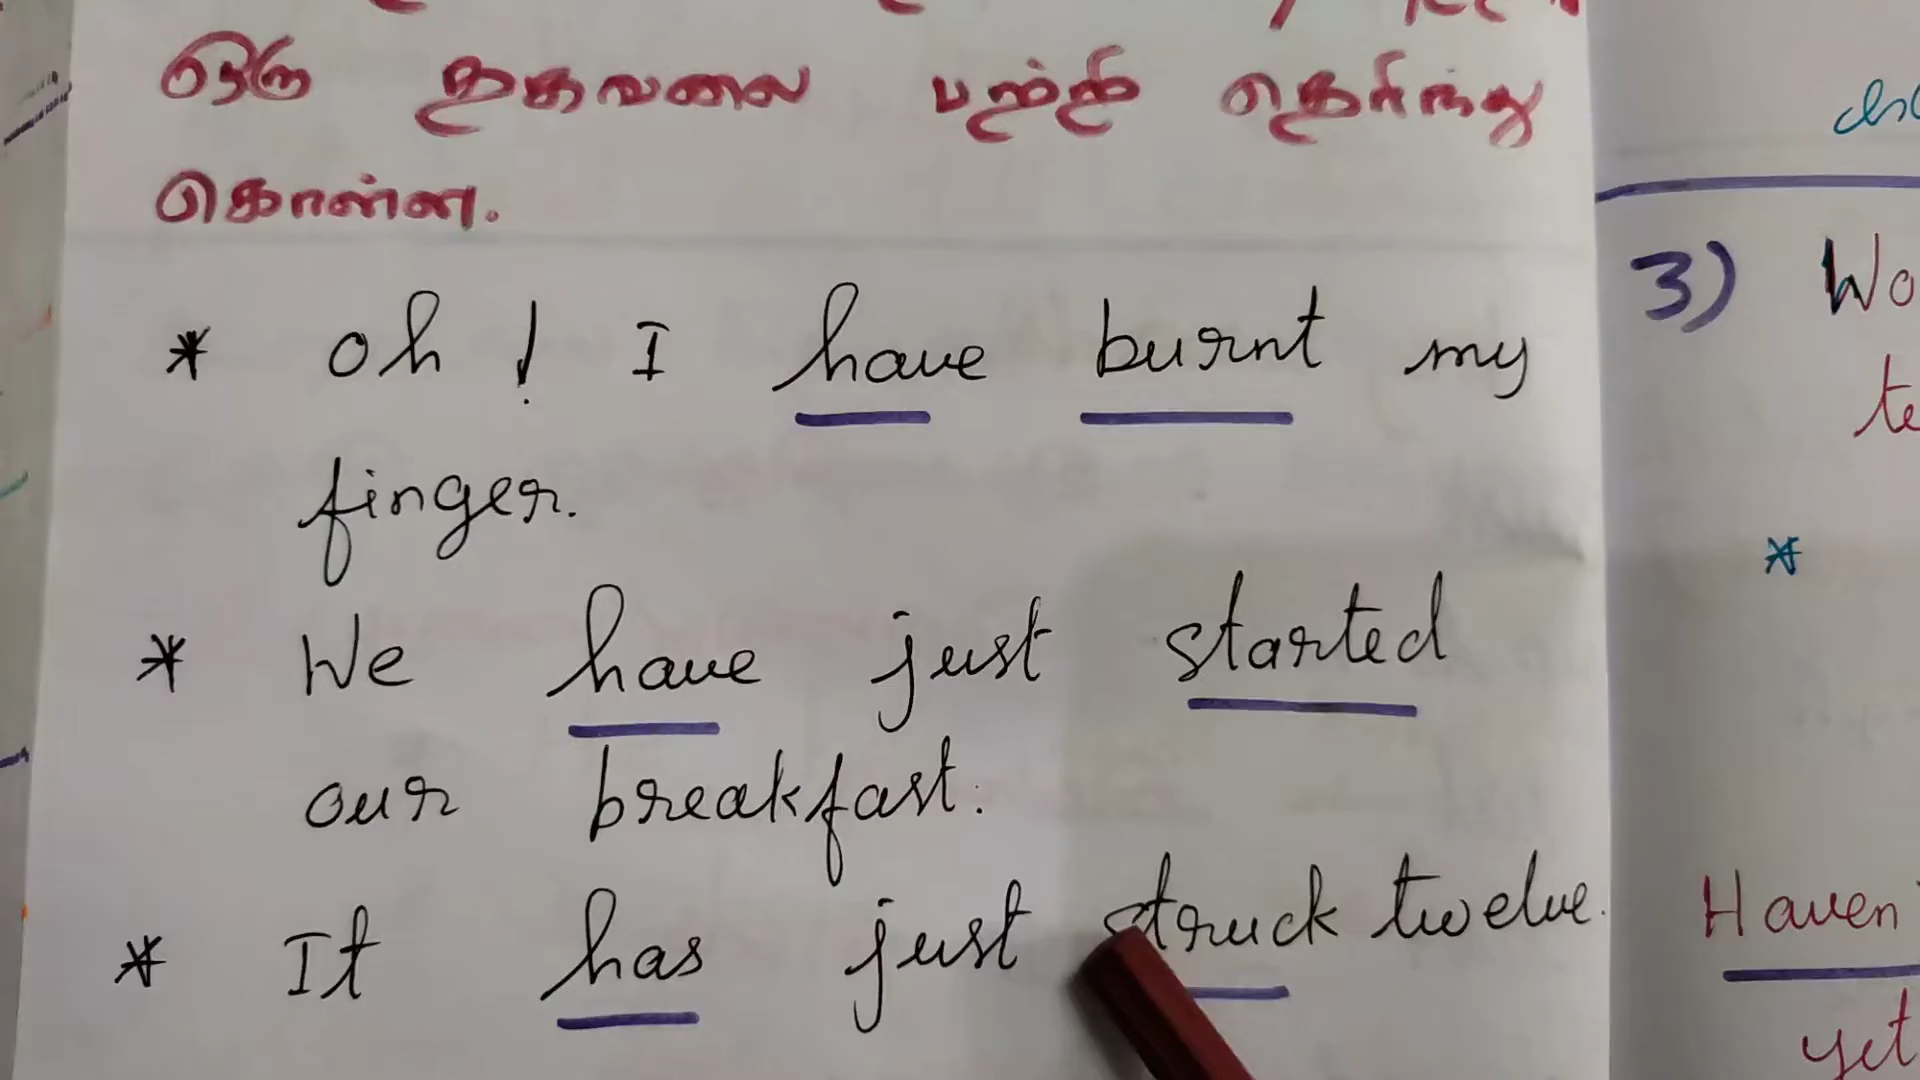 ஒரு தகவலை பற்றி தெரிந்து
கொள்ள.
* Oh ! I have burnt my
finger.
* We have just started
our breakfast.
* It has just struck twelve.
3)
*
Haven
yet